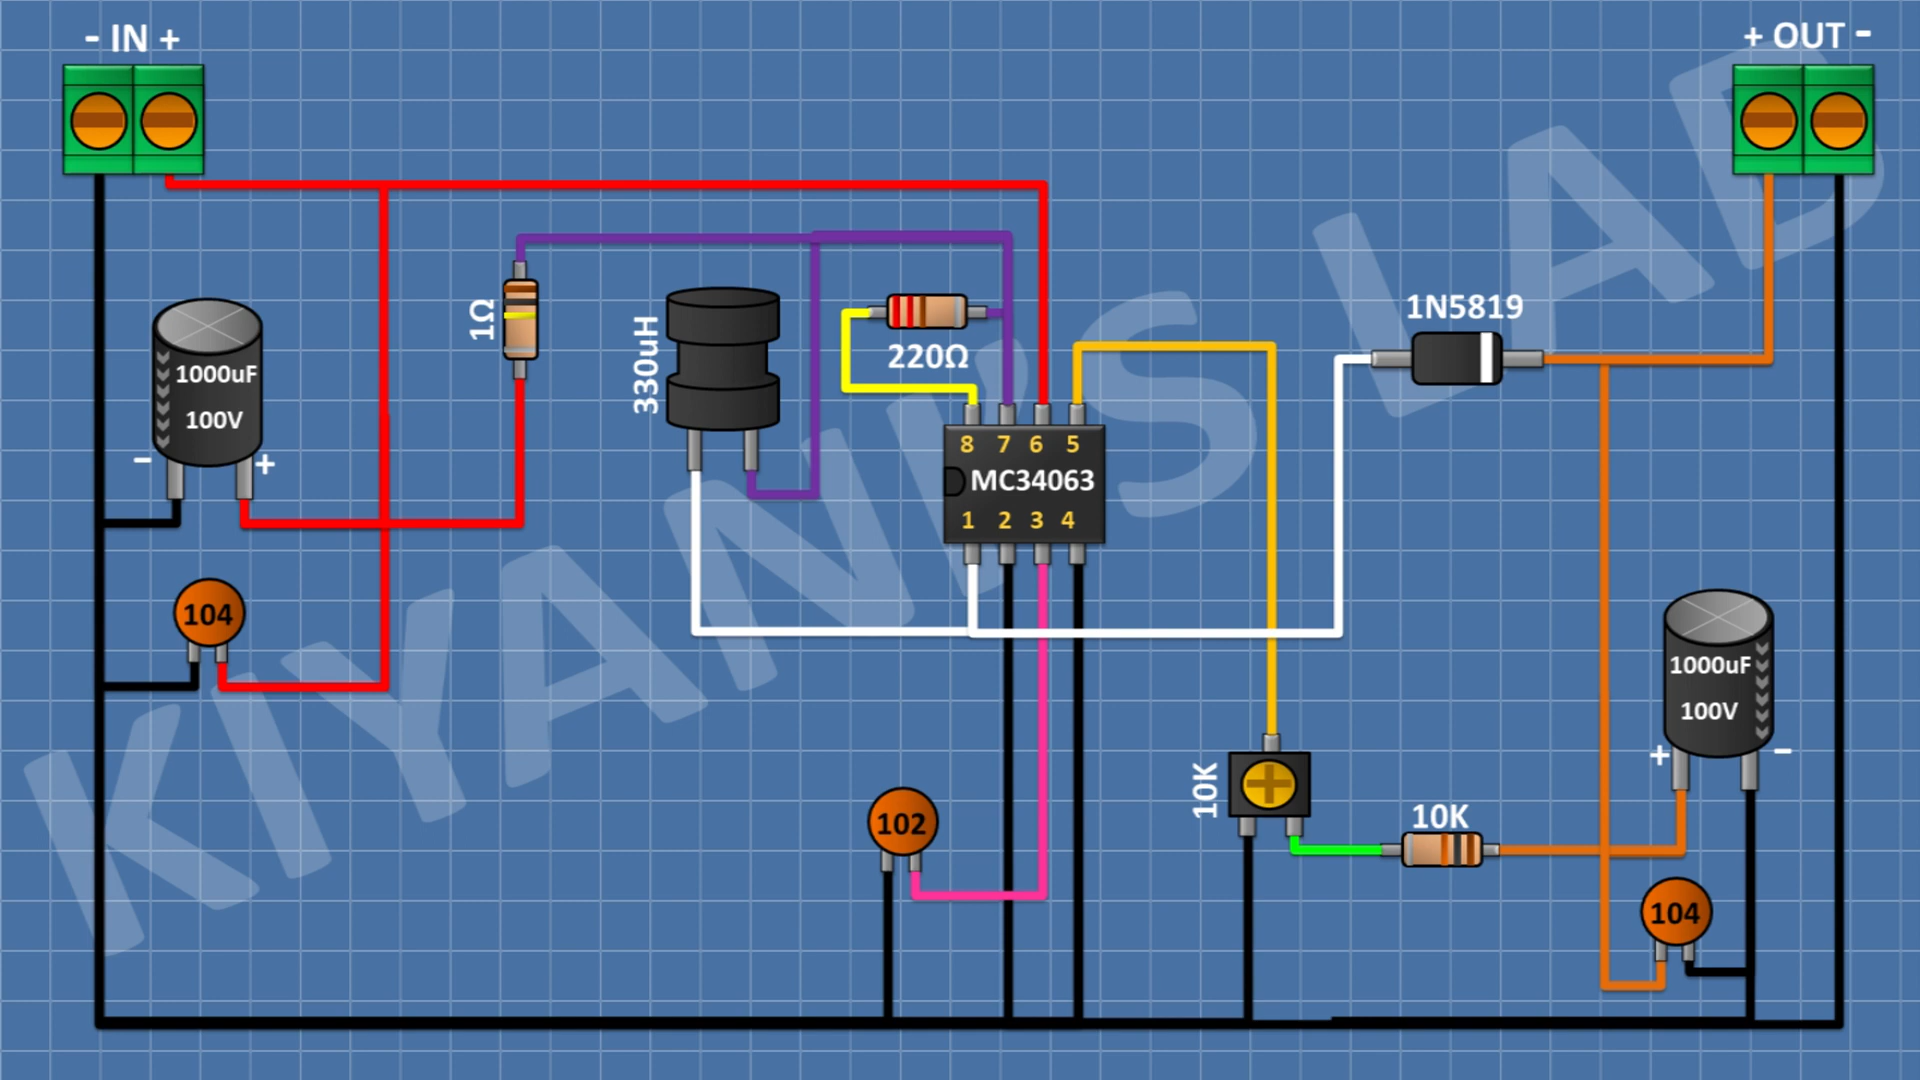 - IN +
+ OUT -
1Ω
330uH
220Ω
1N5819
1000uF
100V
- +
8 7 6 5
MC34063
1 2 3 4
104
1000uF
100V
+ -
10K
10K
102
104
KIYANI'S LAB